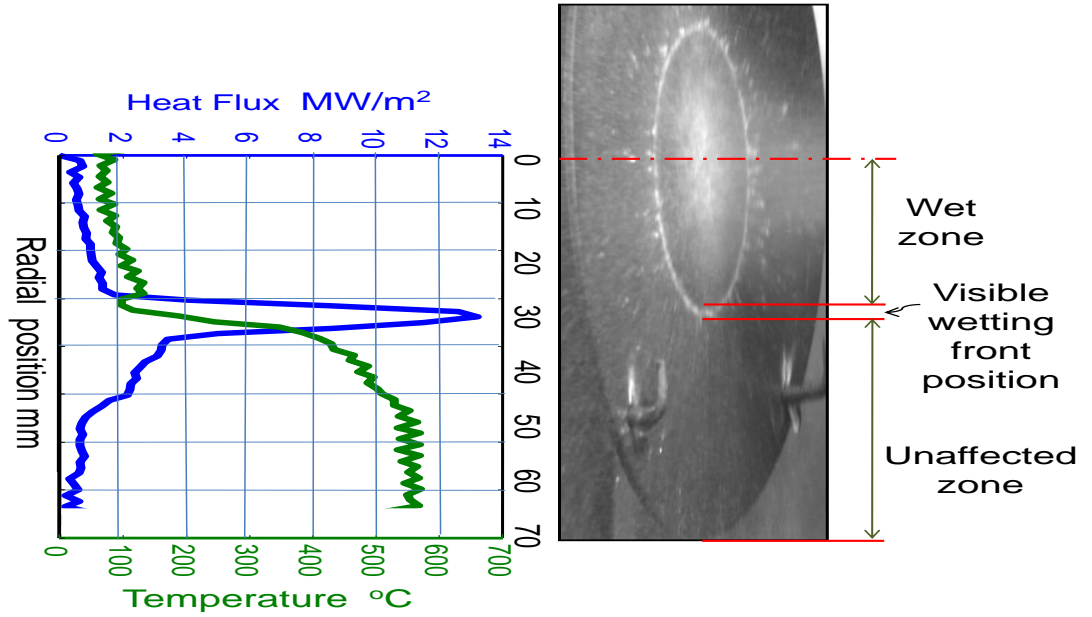 Heat Flux MW/m²
0 2 4 6 8 10 12 14
0
10
20
30
40
50
60
70
Radial position mm
0 100 200 300 400 500 600 700
Temperature ºC
Wet
zone
Visible
wetting
front
position
Unaffected
zone